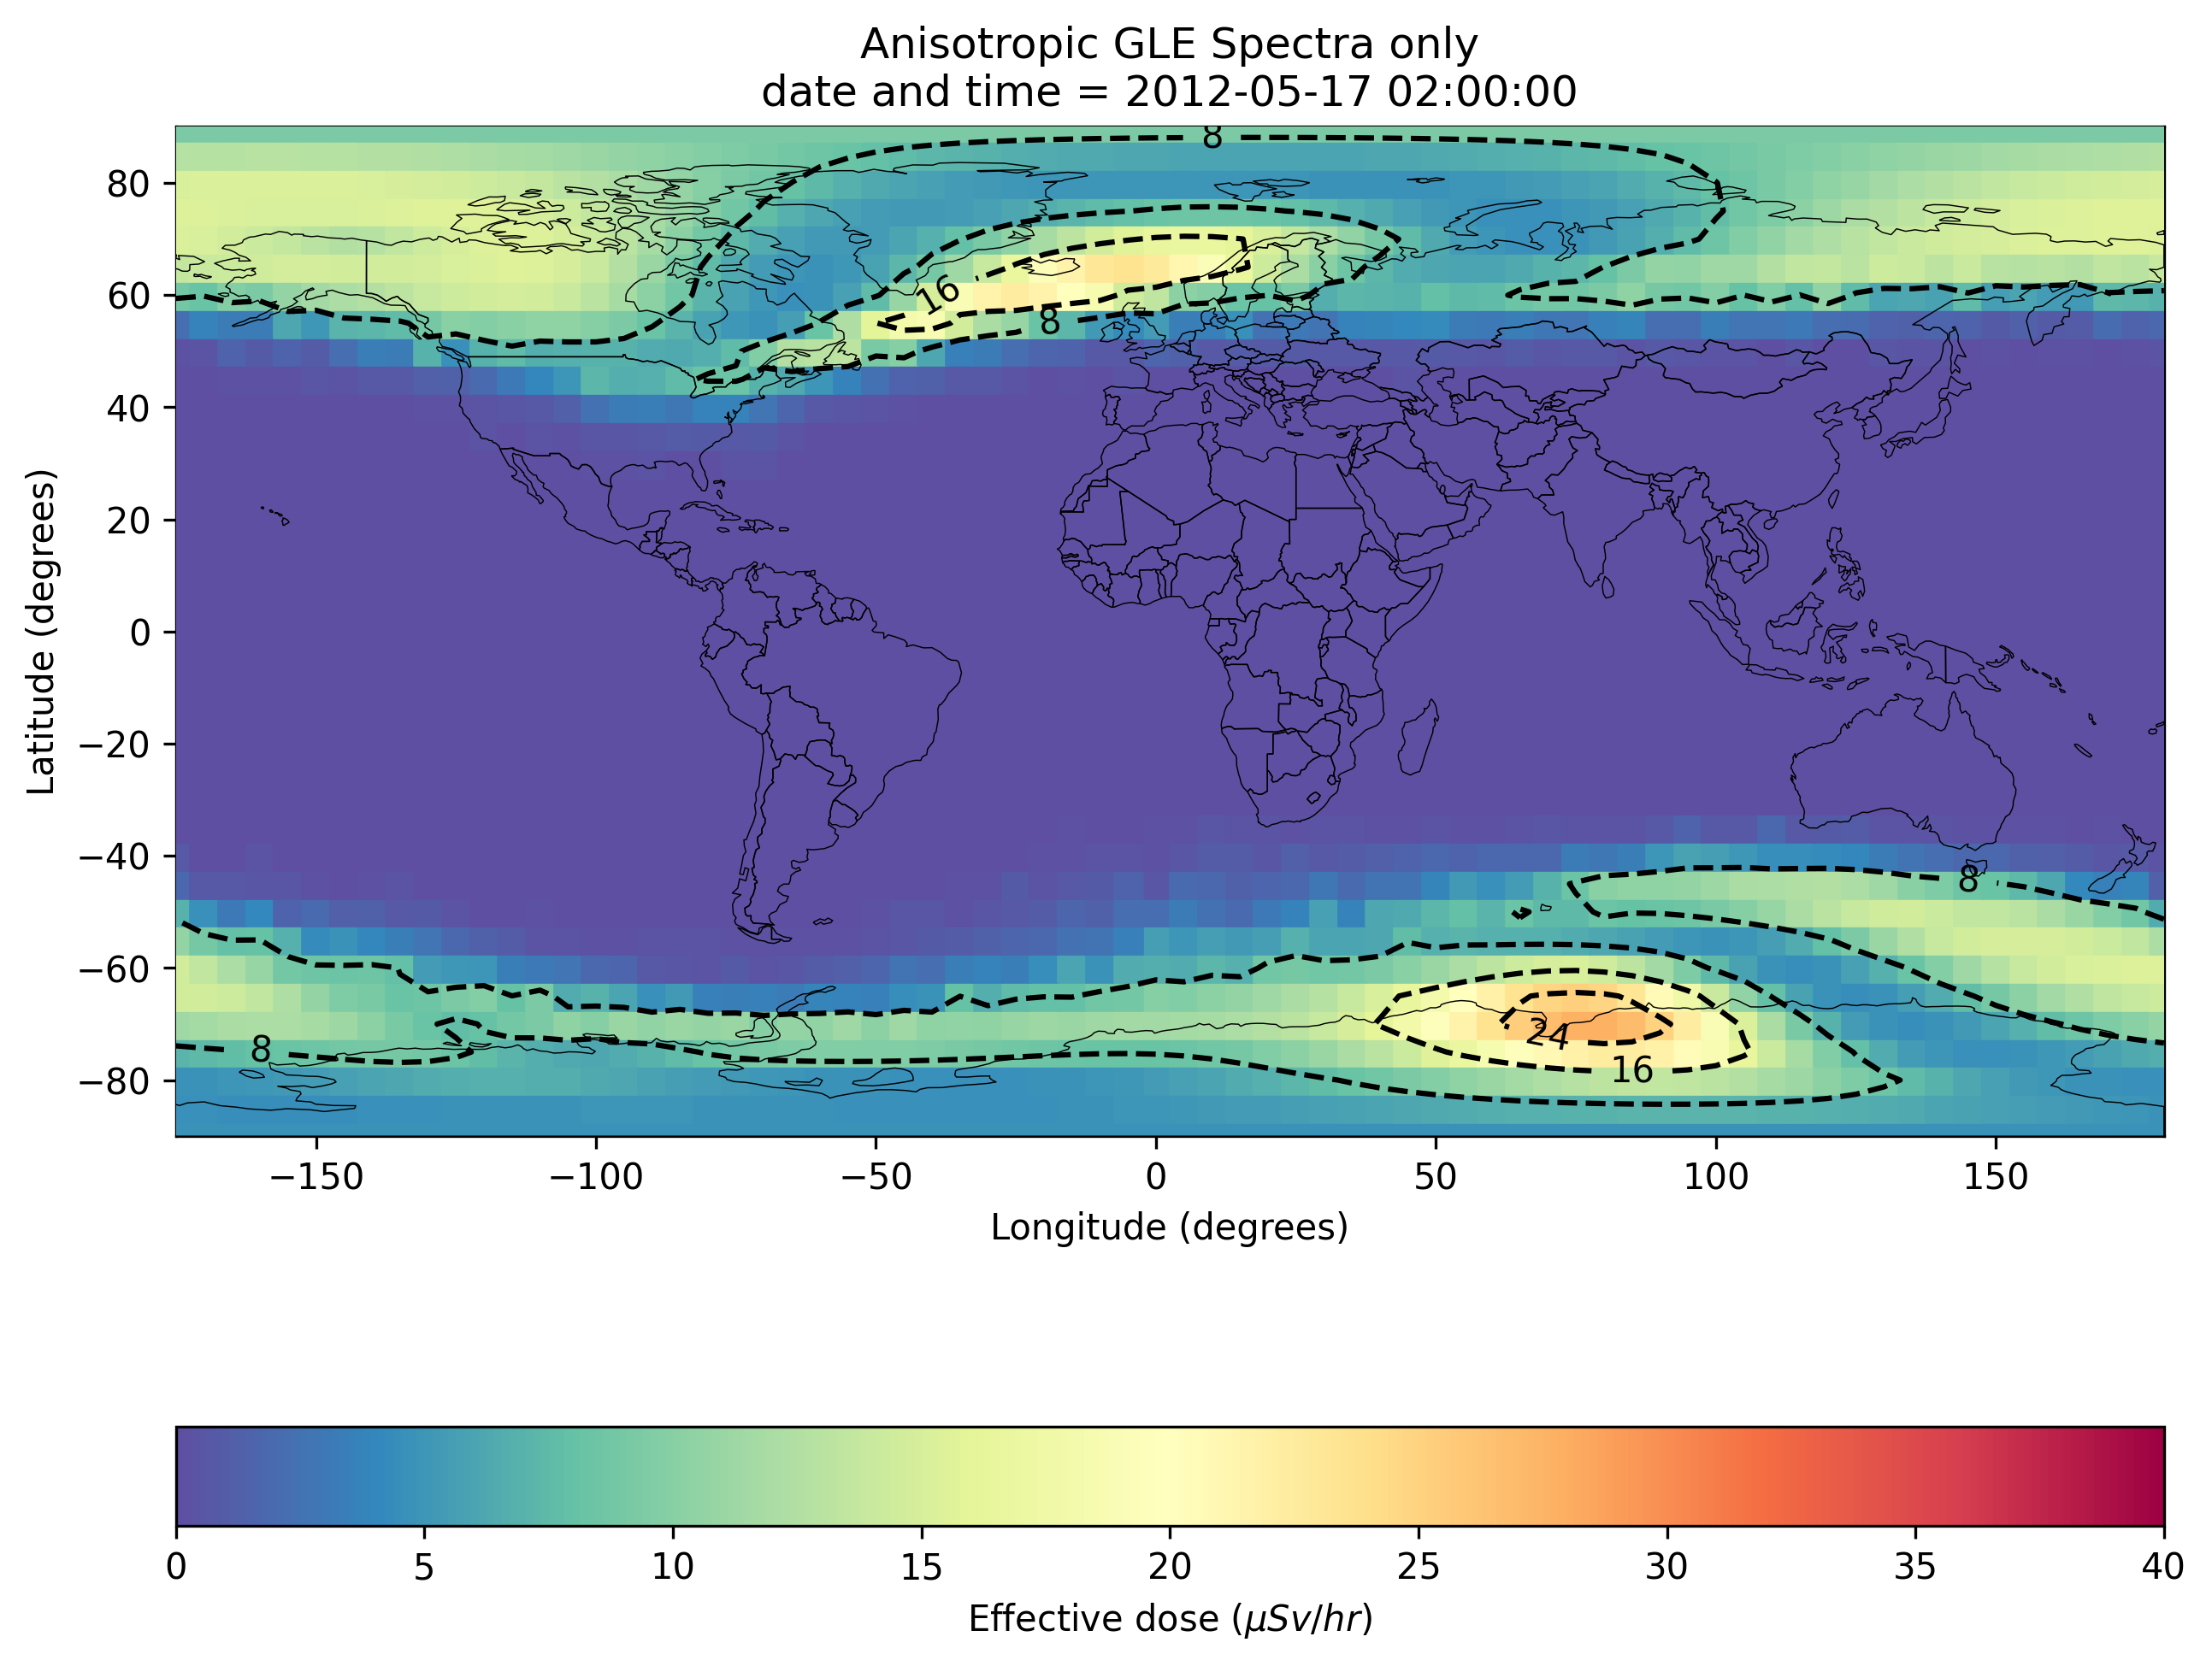 Anisotropic GLE Spectra only
date and time = 2012-05-17 02:00:00
8
80
60
40
20
0
−20
−40
−60
−80
Latitude (degrees)
16
8
8
8
24
16
−150 −100 −50 0 50 100 150
Longitude (degrees)
0 5 10 15 20 25 30 35 40
Effective dose (μSv/hr)